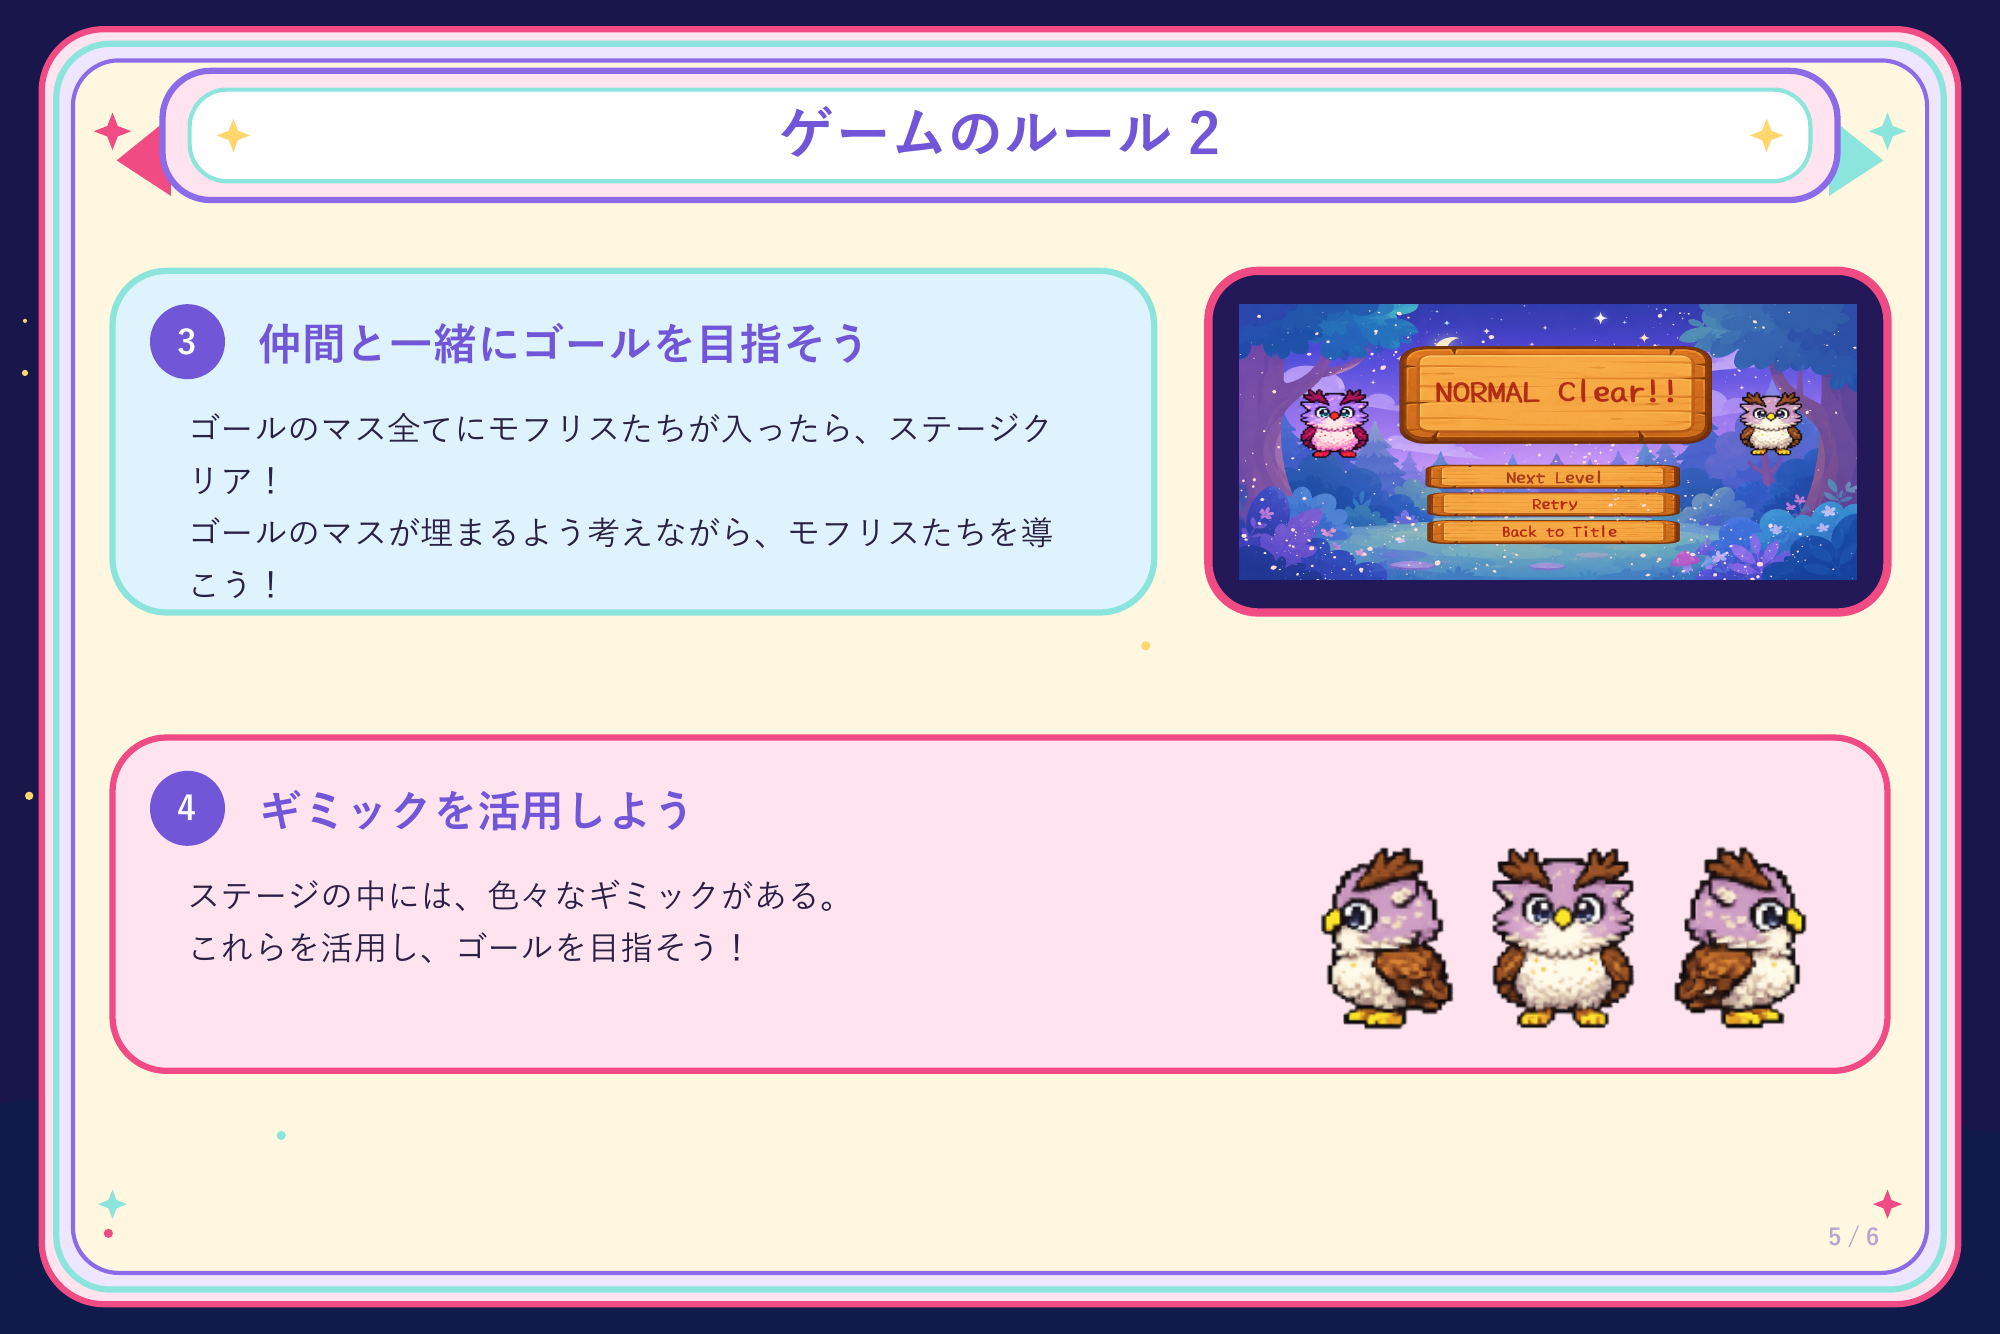 ゲームのルール 2
3 仲間と一緒にゴールを目指そう
ゴールのマス全てにモフリスたちが入ったら、ステージク
リア！
ゴールのマスが埋まるよう考えながら、モフリスたちを導
こう！
NORMAL Clear!!
Next Level
Retry
Back to Title
4 ギミックを活用しよう
ステージの中には、色々なギミックがある。
これらを活用し、ゴールを目指そう！
5 / 6